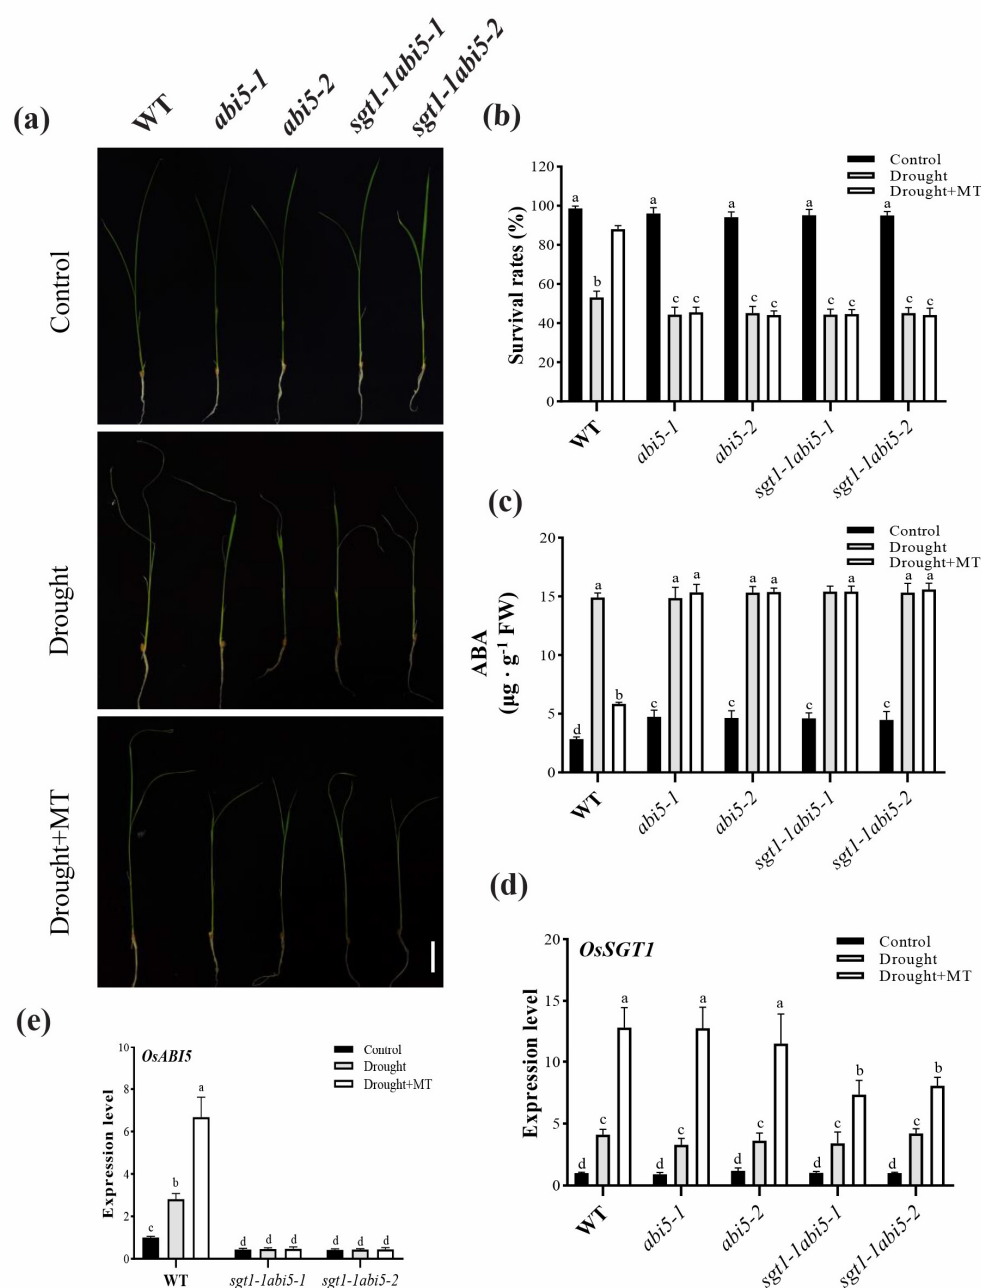 (a)
WT
abi5-1
abi5-2
sgt1-1abi5-1
sgt1-1abi5-2
Control
Drought
Drought+MT
(b)
Control
Drought
Drought+MT
Survival rates (%)
120
100
80
60
40
20
0
a
b
a
c
c
a
c
c
a
c
c
a
c
c
WT
abi5-1
abi5-2
sgt1-1abi5-1
sgt1-1abi5-2
(c)
Control
Drought
Drought+MT
ABA
(µg · g-1 FW)
20
15
10
5
0
d
a
b
c
a
a
c
a
a
c
a
c
a
a
WT
abi5-1
abi5-2
sgt1-1abi5-1
sgt1-1abi5-2
(d)
OsSGT1
Control
Drought
Drought+MT
Expression level
20
15
10
5
0
d
c
a
d
c
a
d
c
a
d
c
b
d
c
b
WT
abi5-1
abi5-2
sgt1-1abi5-1
sgt1-1abi5-2
(e)
OsABI5
Control
Drought
Drought+MT
Expression level
10
8
6
4
2
0
c
b
a
d
d
d
d
d
d
WT
sgt1-1abi5-1
sgt1-1abi5-2